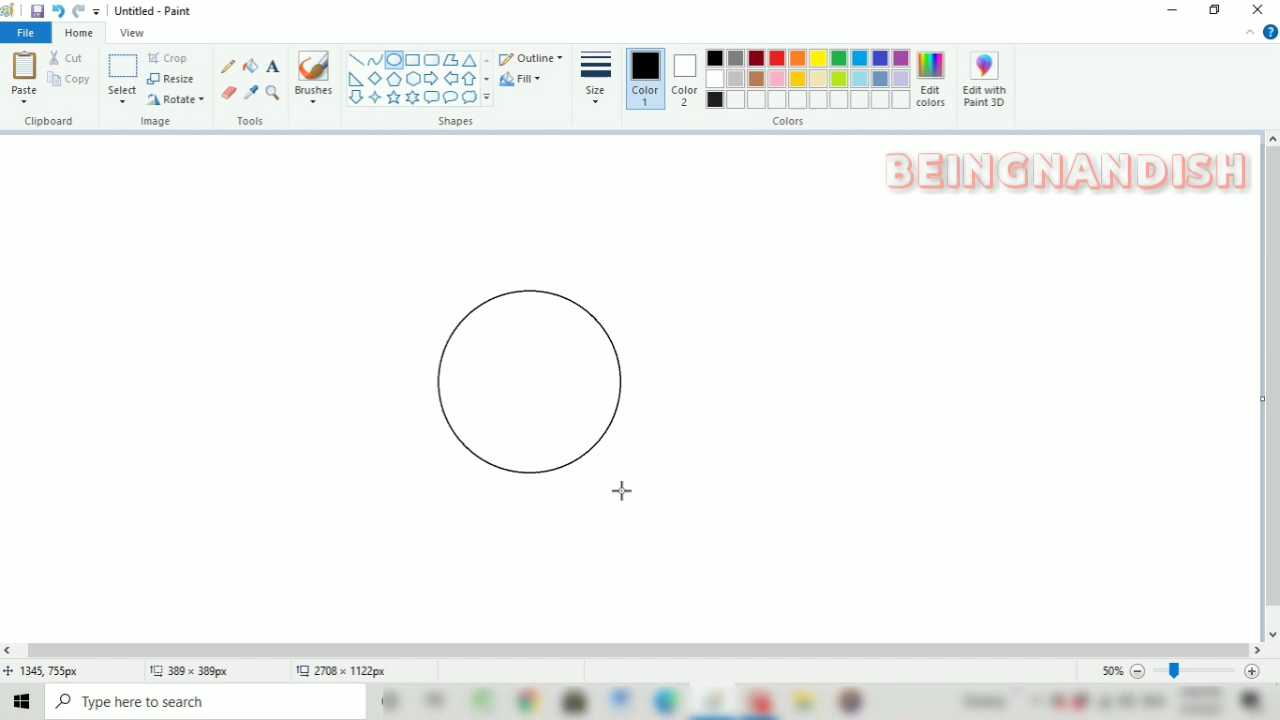 Untitled - Paint
File Home View
Paste
Cut
Copy
Clipboard
Select
Crop
Resize
Rotate
Image
A
Tools
Brushes
Shapes
Outline
Fill
Size
Color 1
Color 2
Colors
Edit colors
Edit with Paint 3D
BEINGNANDISH
1345, 755px
389 × 389px
2708 × 1122px
50%
Type here to search